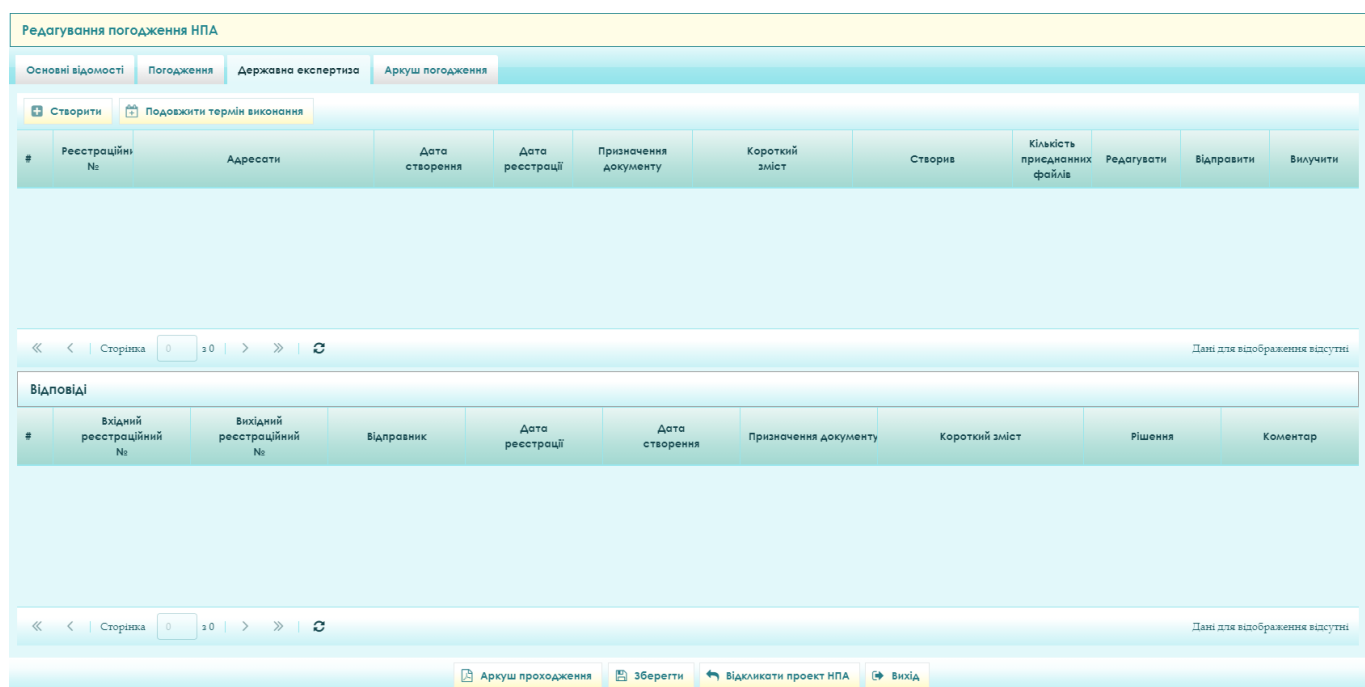 Редагування погодження НПА
Основні відомості Погодження Державна експертиза Аркуш погодження
Створити Подовжити термін виконання
# Реєстраційни № Адресати Дата створення Дата реєстрації Призначення документу Короткий зміст Створив Кількість приєднанних файлів Редагувати Відправити Вилучити
« < Сторінка 0 з 0 > » Дані для відображення відсутні
Відповіді
# Вхідний реєстраційний № Вихідний реєстраційний № Відправник Дата реєстрації Дата створення Призначення документу Короткий зміст Рішення Коментар
« < Сторінка 0 з 0 > » Дані для відображення відсутні
Аркуш проходження Зберегти Відкликати проект НПА Вихід